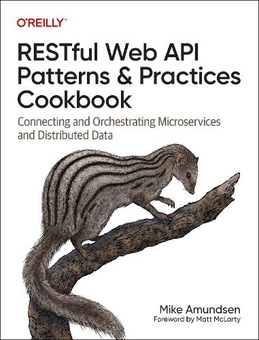 O'REILLY®
RESTful Web API
Patterns & Practices
Cookbook
Connecting and Orchestrating Microservices
and Distributed Data
Mike Amundsen
Foreword by Matt McLarty